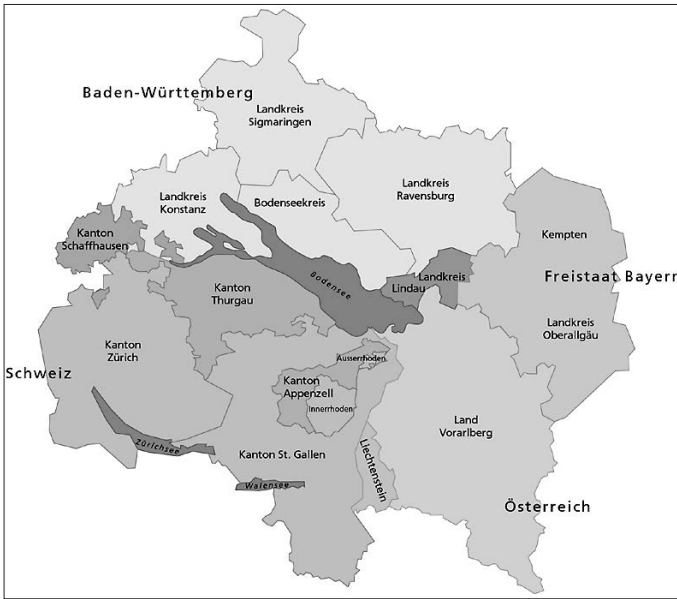 Baden-Württemberg
Landkreis
Sigmaringen
Landkreis
Konstanz
Bodenseekreis
Landkreis
Ravensburg
Kanton
Schaffhausen
Kempten
Freistaat Bayern
Landkreis
Lindau
Bodensee
Kanton
Thurgau
Landkreis
Oberallgäu
Kanton
Zürich
Schweiz
Ausserrhoden
Kanton
Appenzell
Innerrhoden
Land
Vorarlberg
Zürichsee
Kanton St. Gallen
Liechtenstein
Walensee
Österreich